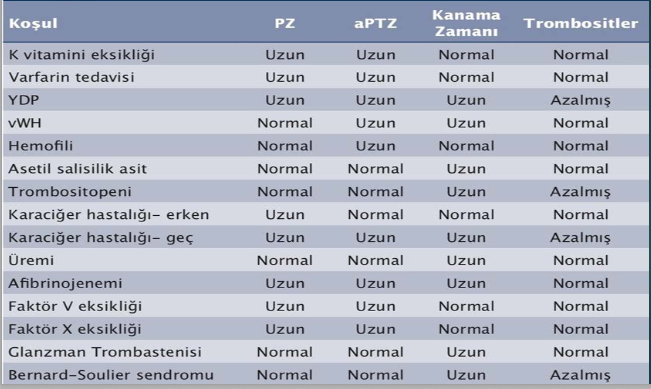 Koşul PZ aPTZ Kanama Zamanı Trombositler
K vitamini eksikliği Uzun Uzun Normal Normal
Varfarin tedavisi Uzun Uzun Normal Normal
YDP Uzun Uzun Uzun Azalmış
vWH Normal Uzun Uzun Normal
Hemofili Normal Uzun Normal Normal
Asetil salisilik asit Normal Normal Uzun Normal
Trombositopeni Normal Normal Uzun Azalmış
Karaciğer hastalığı- erken Uzun Normal Normal Normal
Karaciğer hastalığı- geç Uzun Uzun Uzun Azalmış
Üremi Normal Normal Uzun Normal
Afibrinojenemi Uzun Uzun Uzun Normal
Faktör V eksikliği Uzun Uzun Normal Normal
Faktör X eksikliği Uzun Uzun Normal Normal
Glanzman Trombastenisi Normal Normal Uzun Normal
Bernard-Soulier sendromu Normal Normal Uzun Azalmış